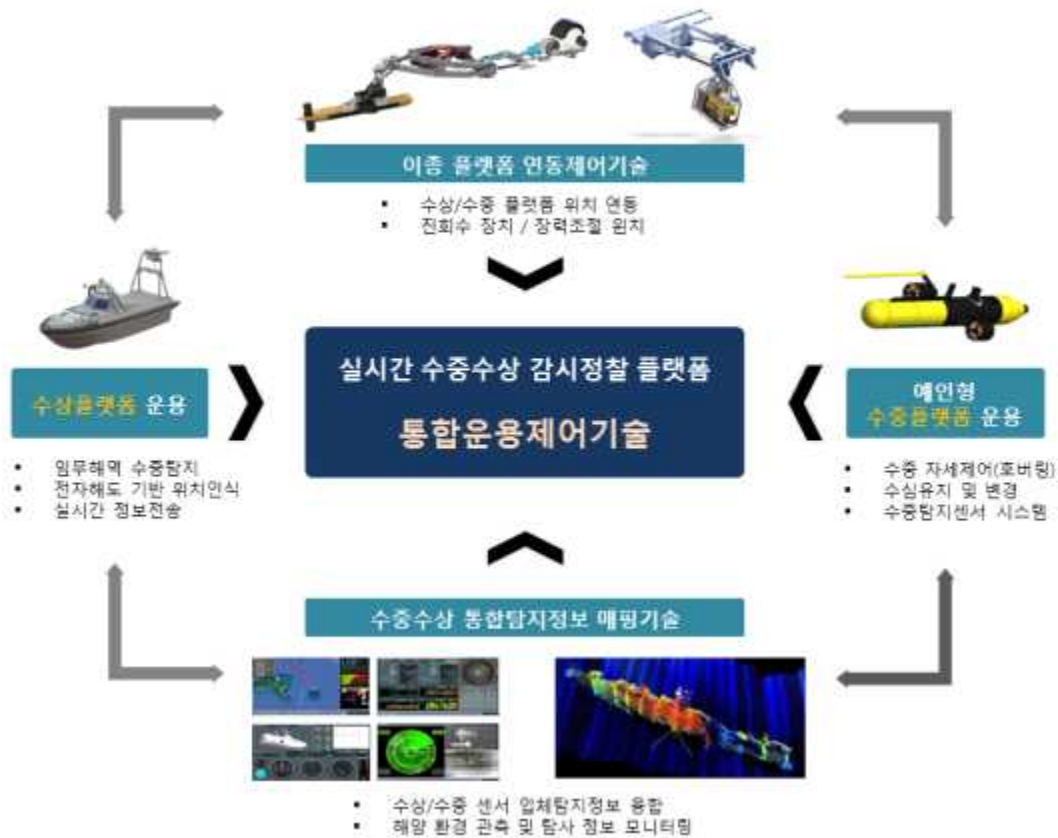 이종 플랫폼 연동제어기술
▪ 수상/수중 플랫폼 위치 연동
▪ 진회수 장치 / 장력조절 윈치
실시간 수중수상 감시정찰 플랫폼
통합운용제어기술
수상플랫폼 운용
▪ 임무해역 수중탐지
▪ 전자해도 기반 위치인식
▪ 실시간 정보전송
예인형
수중플랫폼 운용
▪ 수중 자세제어(호버링)
▪ 수심유지 및 변경
▪ 수중탐지센서 시스템
수중수상 통합탐지정보 매핑기술
▪ 수상/수중 센서 입체탐지정보 융합
▪ 해양 환경 관측 및 탐사 정보 모니터링